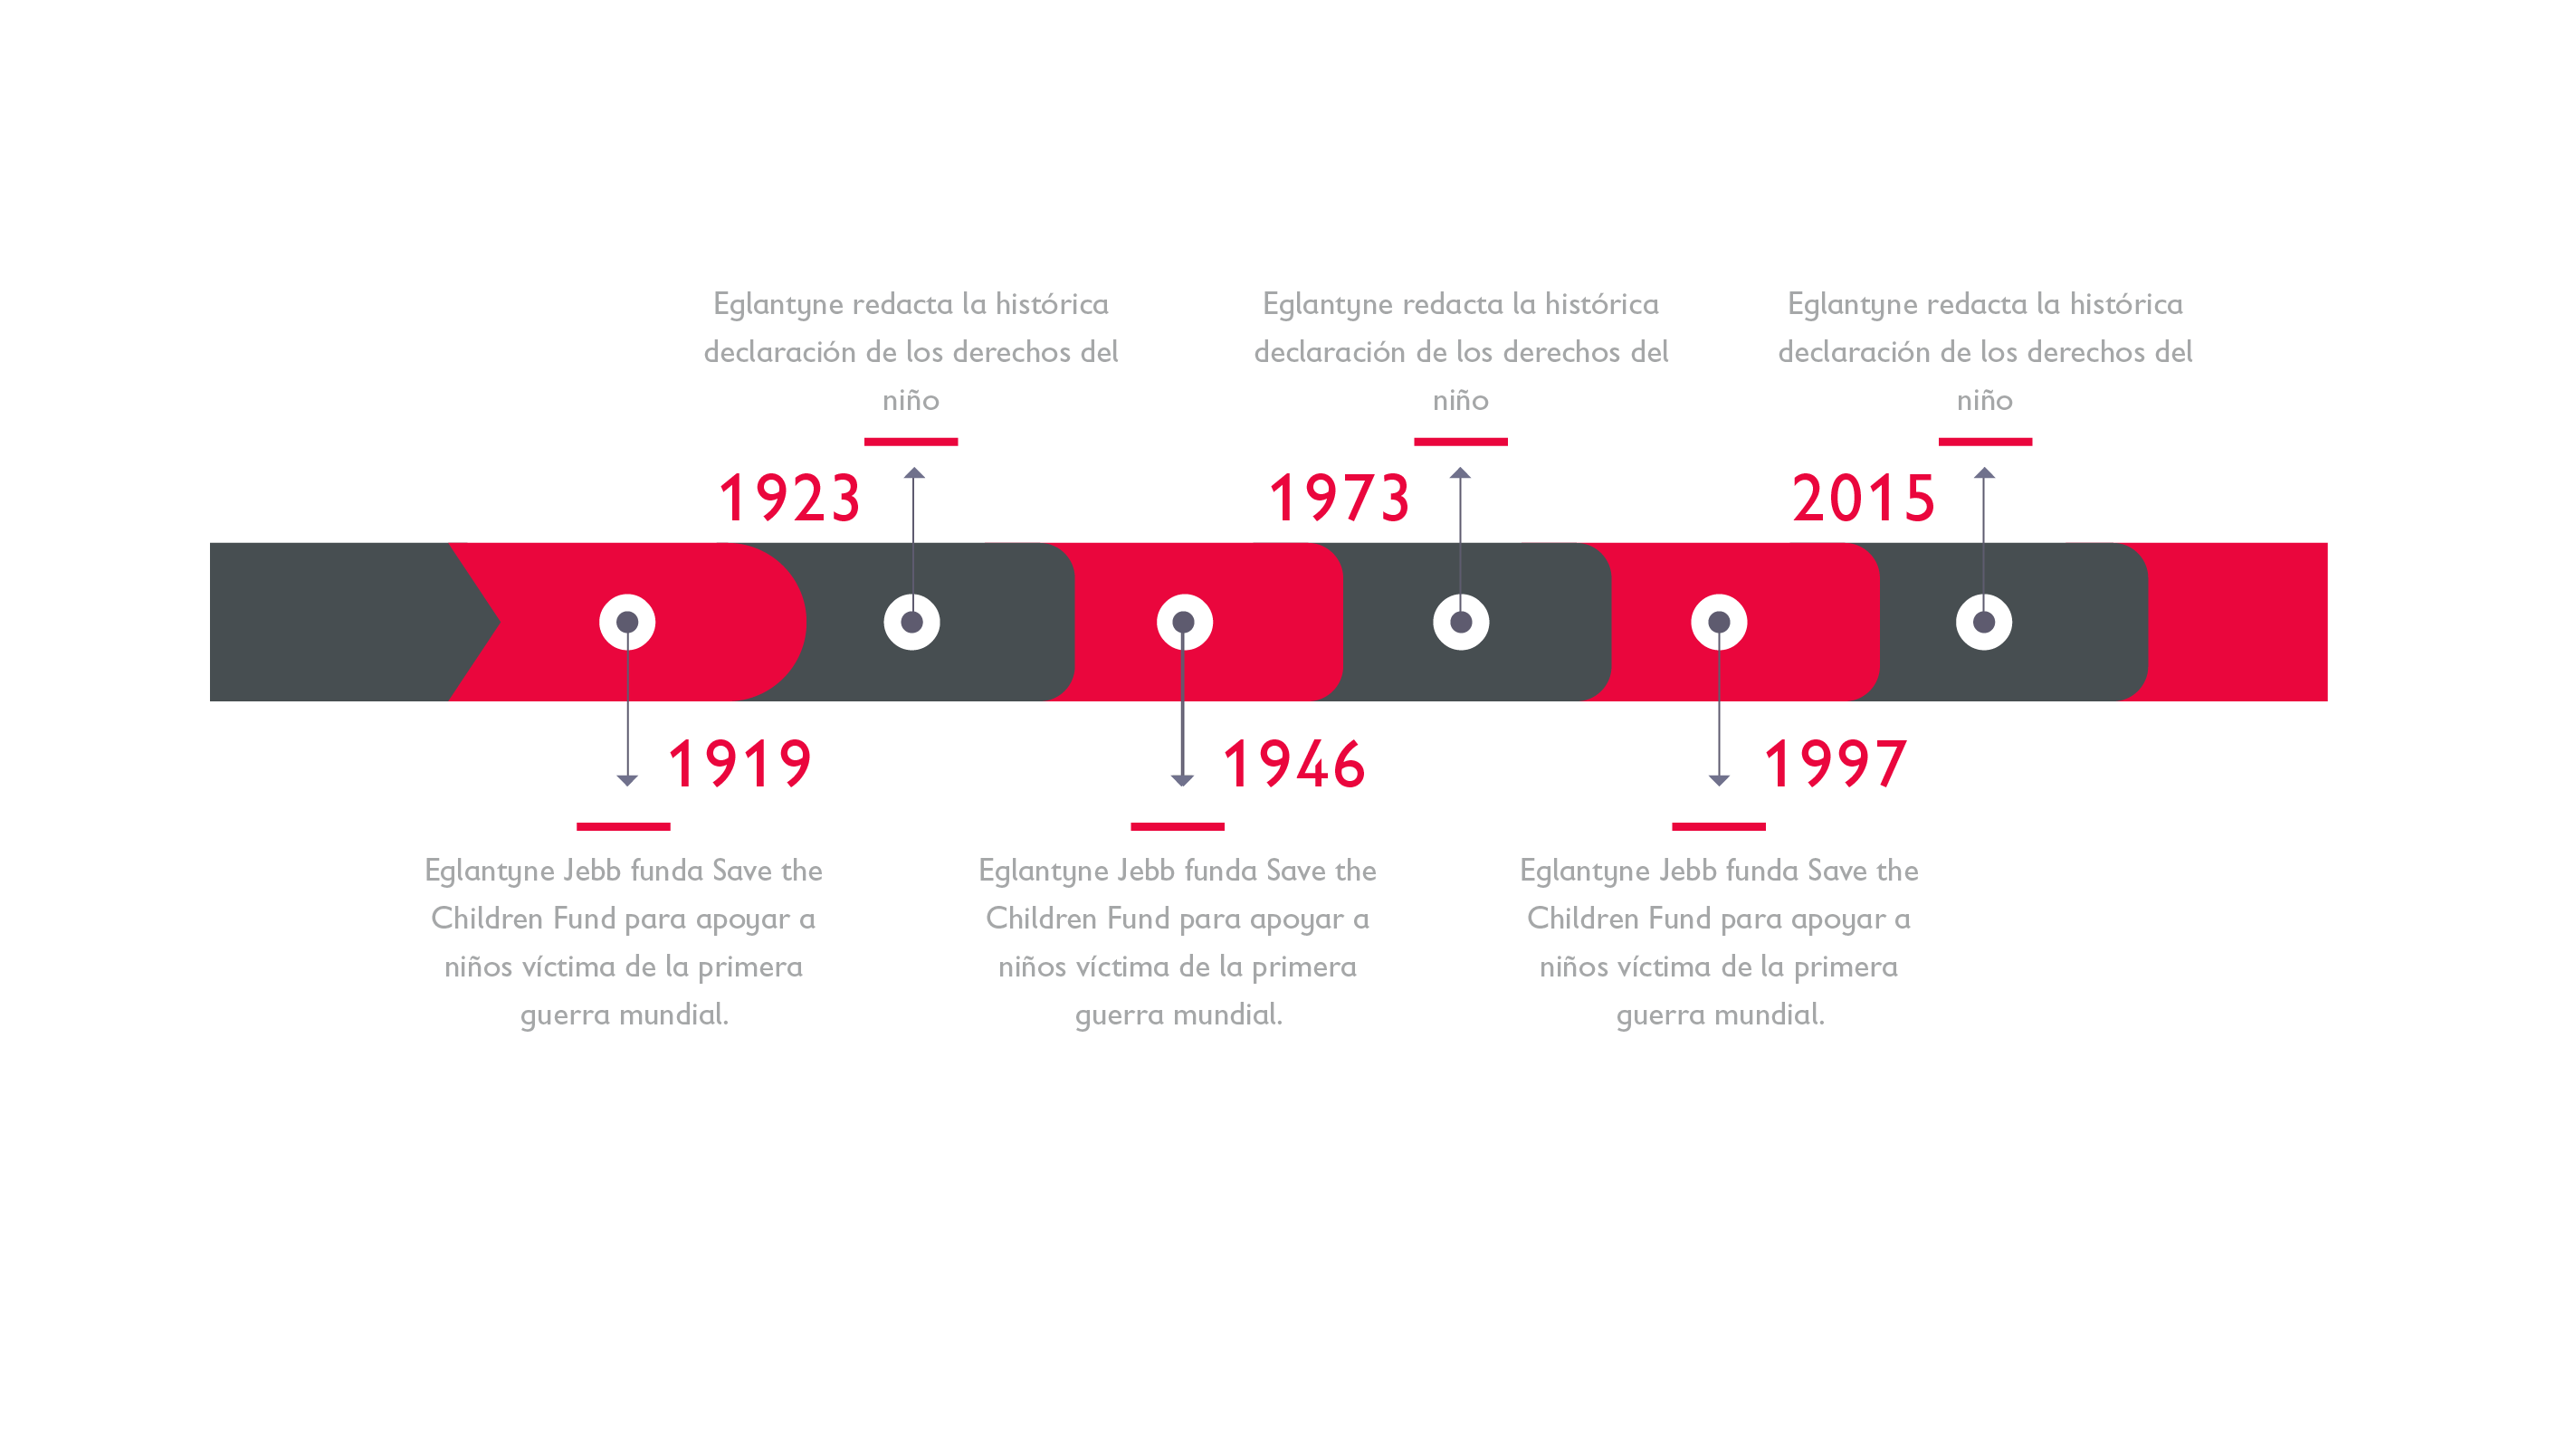 Eglantyne redacta la histórica
declaración de los derechos del
niño
1923
Eglantyne redacta la histórica
declaración de los derechos del
niño
1973
Eglantyne redacta la histórica
declaración de los derechos del
niño
2015
1919
Eglantyne Jebb funda Save the
Children Fund para apoyar a
niños víctima de la primera
guerra mundial.
1946
Eglantyne Jebb funda Save the
Children Fund para apoyar a
niños víctima de la primera
guerra mundial.
1997
Eglantyne Jebb funda Save the
Children Fund para apoyar a
niños víctima de la primera
guerra mundial.